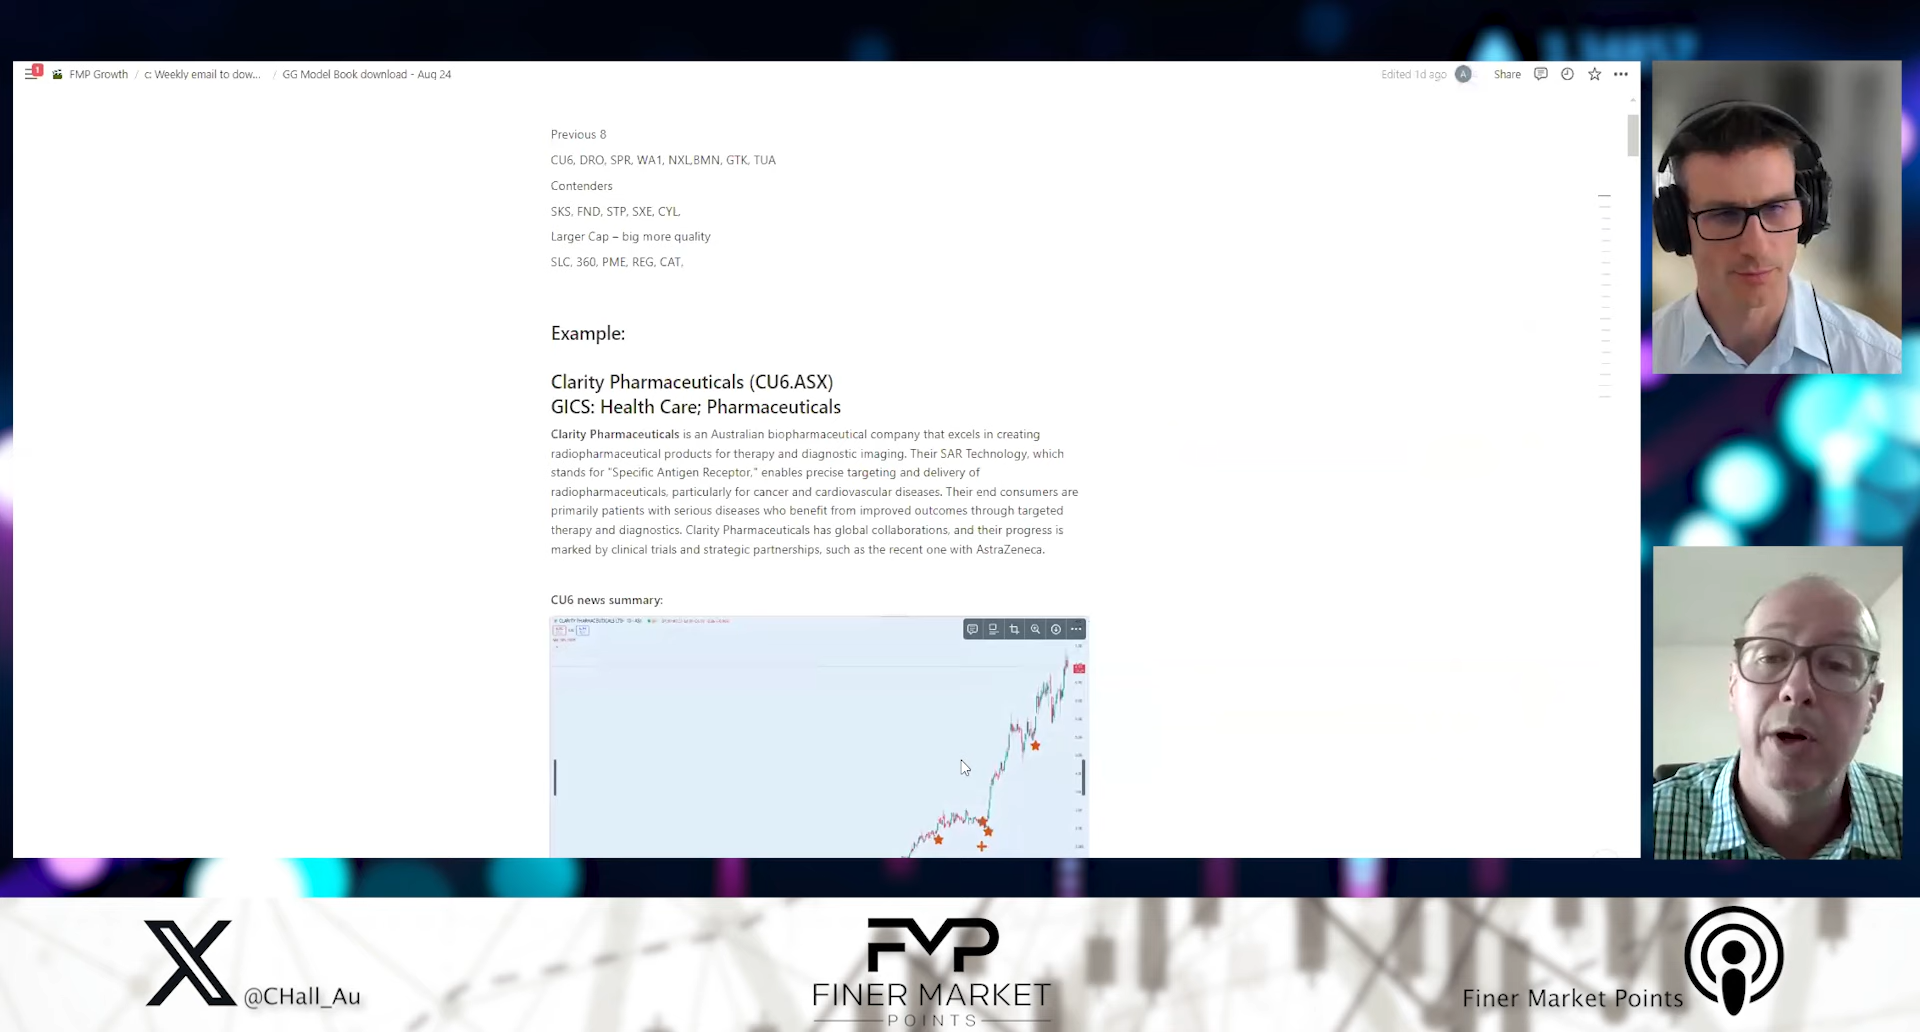 1.34857
FMP Growth / c: Weekly email to dow... / GG Model Book download - Aug 24
Edited 1d ago A Share
Previous 8
CU6, DRO, SPR, WA1, NXL,BMN, GTK, TUA
Contenders
SKS, FND, STP, SXE, CYL,
Larger Cap – big more quality
SLC, 360, PME, REG, CAT,
Example:
Clarity Pharmaceuticals (CU6.ASX)
GICS: Health Care; Pharmaceuticals
Clarity Pharmaceuticals is an Australian biopharmaceutical company that excels in creating
radiopharmaceutical products for therapy and diagnostic imaging. Their SAR Technology, which
stands for "Specific Antigen Receptor," enables precise targeting and delivery of
radiopharmaceuticals, particularly for cancer and cardiovascular diseases. Their end consumers are
primarily patients with serious diseases who benefit from improved outcomes through targeted
therapy and diagnostics. Clarity Pharmaceuticals has global collaborations, and their progress is
marked by clinical trials and strategic partnerships, such as the recent one with AstraZeneca.
CU6 news summary:
@CHall_Au
FMP
FINER MARKET
POINTS
Finer Market Points